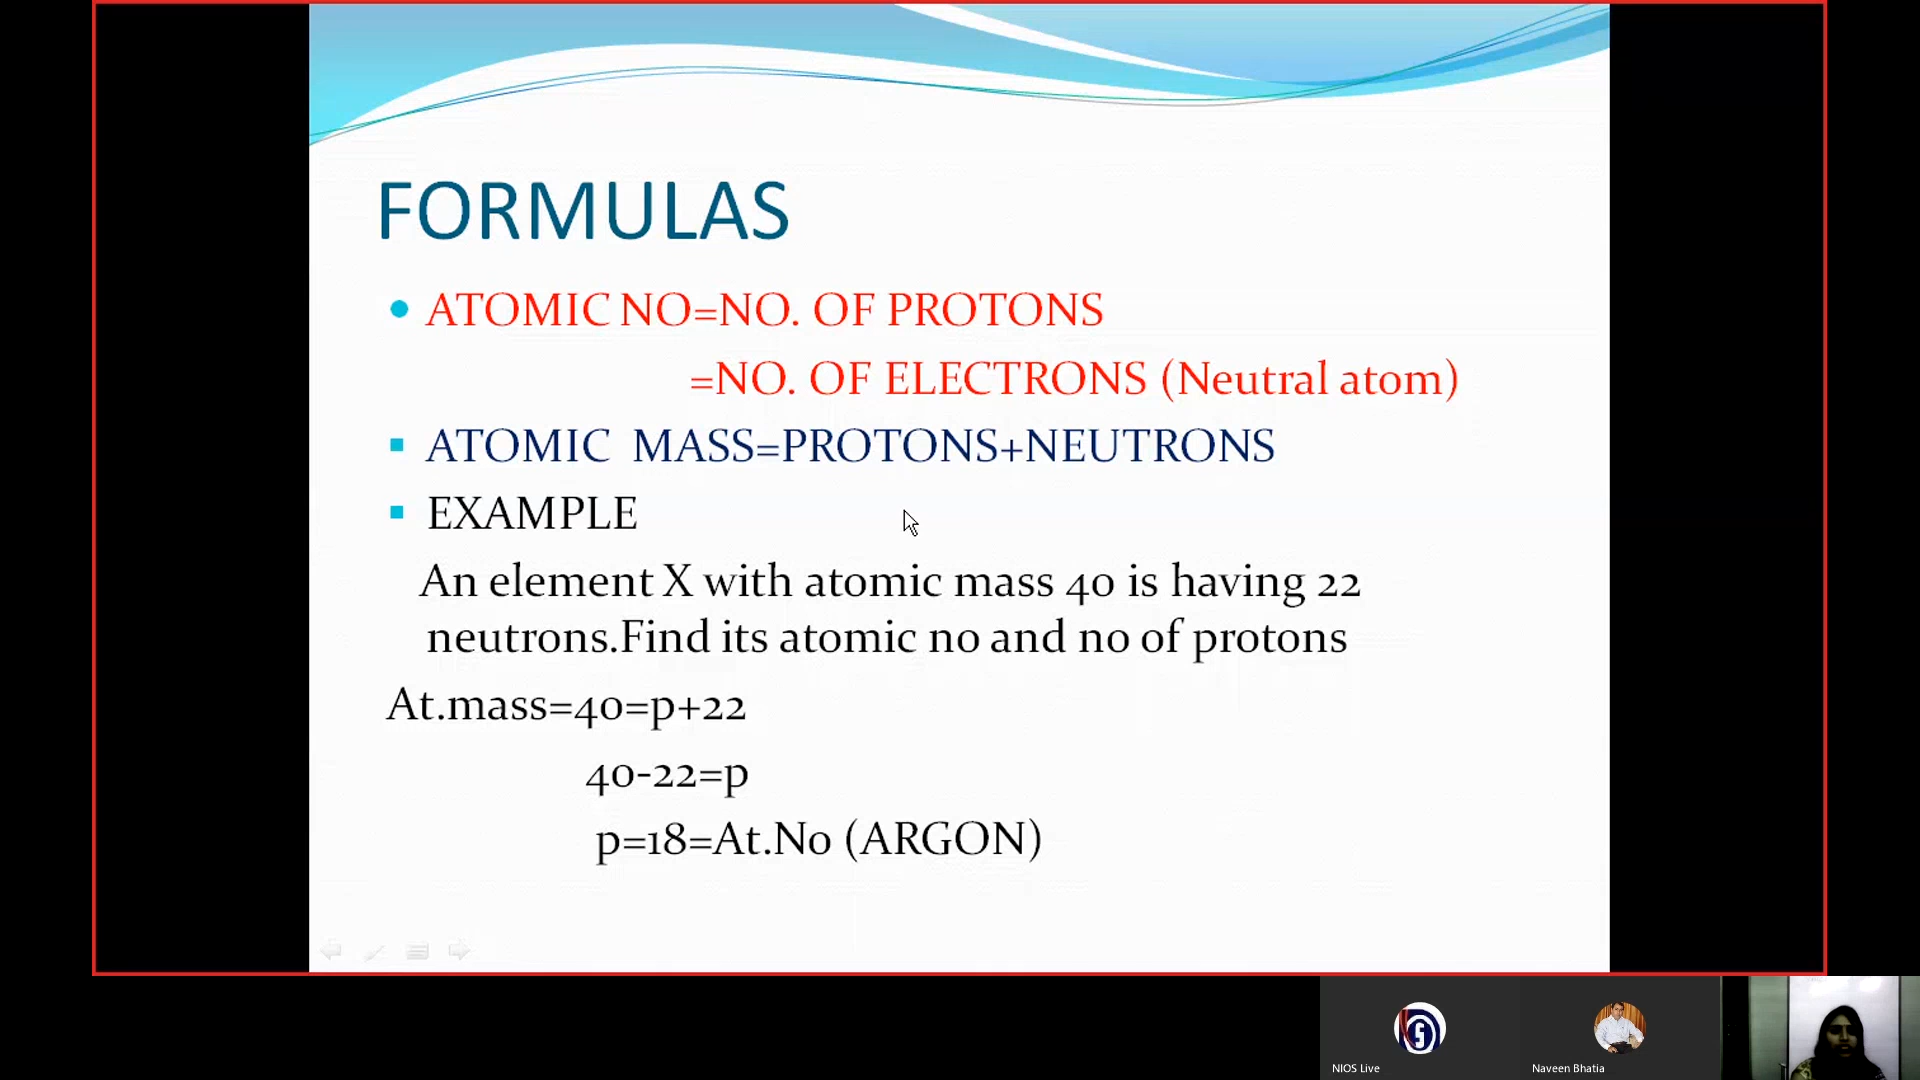 FORMULAS
ATOMIC NO=NO. OF PROTONS
=NO. OF ELECTRONS (Neutral atom)
ATOMIC MASS=PROTONS+NEUTRONS
EXAMPLE
An element X with atomic mass 40 is having 22
neutrons.Find its atomic no and no of protons
At.mass=40=p+22
40-22=p
p=18=At.No (ARGON)
NIOS Live
Naveen Bhatia